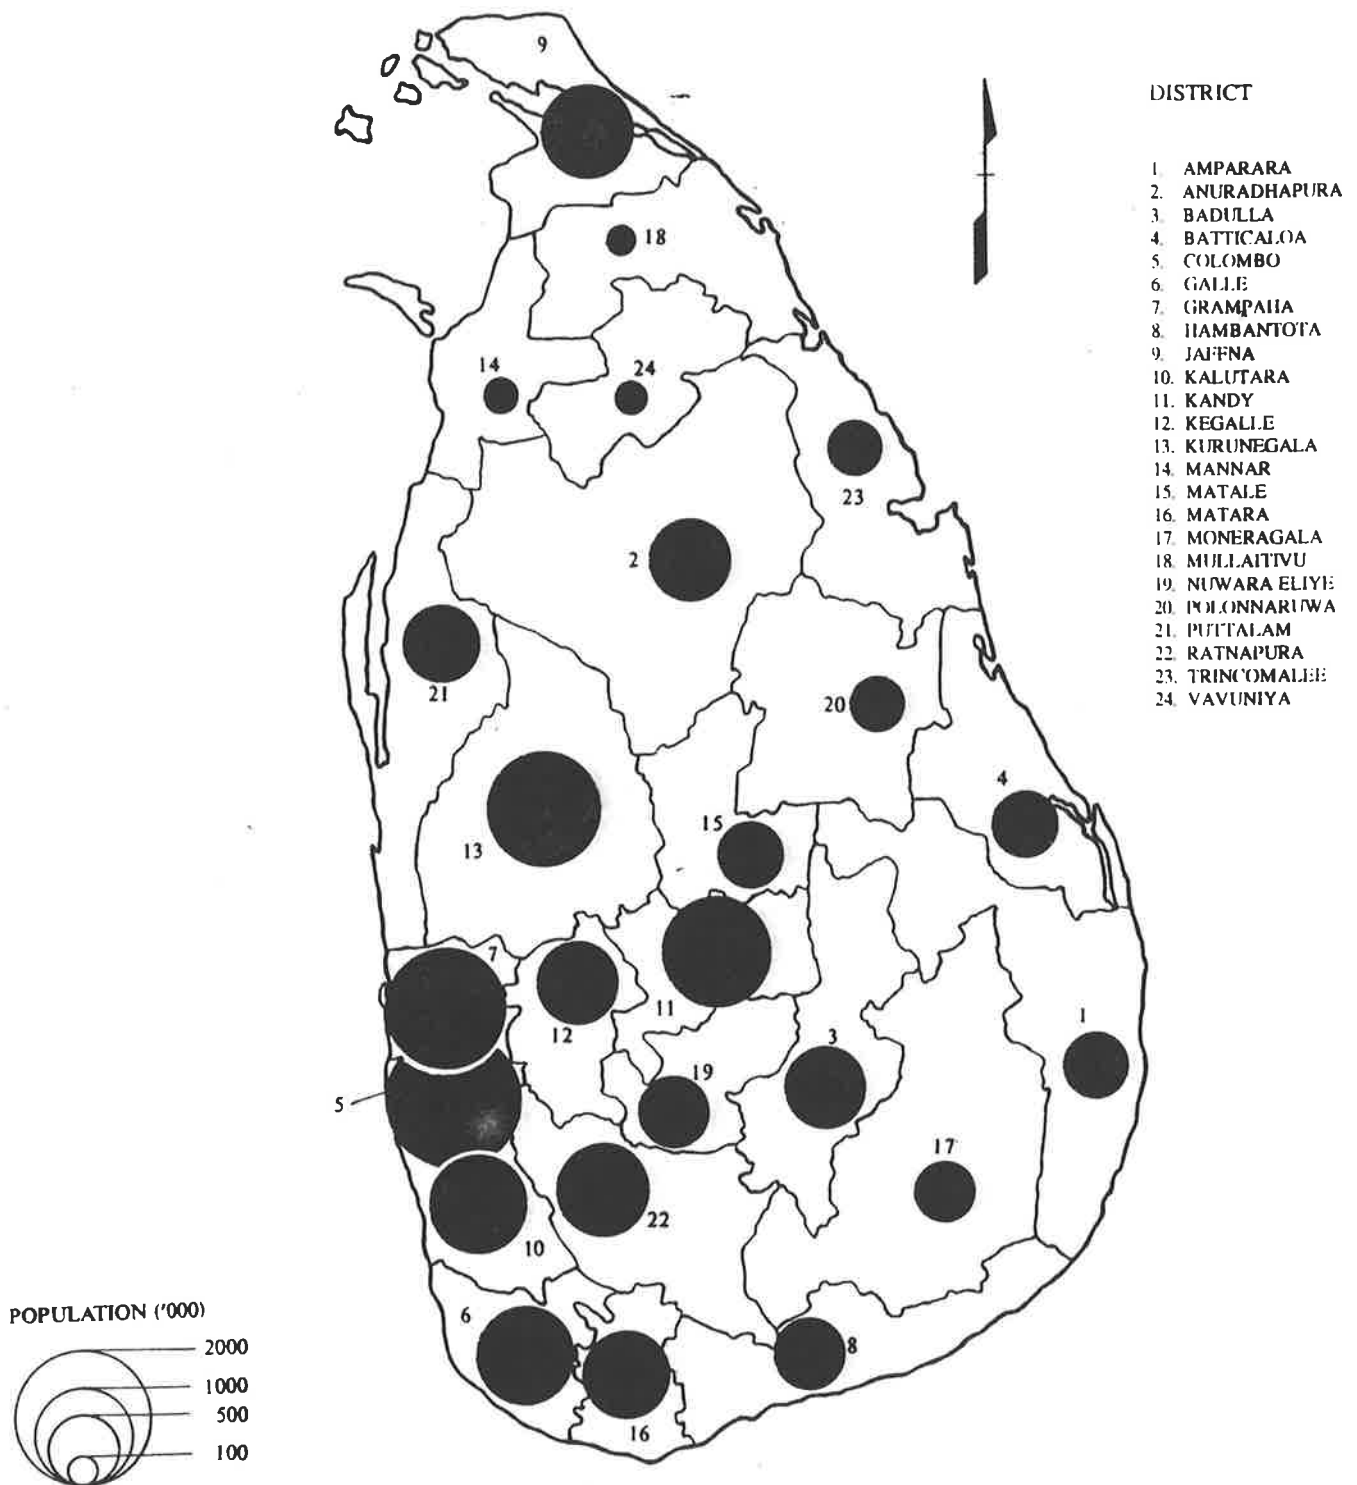 9
DISTRICT
1. AMPARARA
2. ANURADHAPURA
3. BADULLA
4. BATTICALOA
5. COLOMBO
6. GALLE
7. GRAMPAHA
8. HAMBANTOTA
9. JAFFNA
10. KALUTARA
11. KANDY
12. KEGALLE
13. KURUNEGALA
14. MANNAR
15. MATALE
16. MATARA
17. MONERAGALA
18. MULLAITIVU
19. NUWARA ELIYE
20. POLONNARUWA
21. PUTTALAM
22. RATNAPURA
23. TRINCOMALEE
24. VAVUNIYA
18
14
24
23
2
21
20
4
15
13
7
11
12
1
3
19
5
17
22
10
6
8
16
POPULATION ('000)
2000
1000
500
100